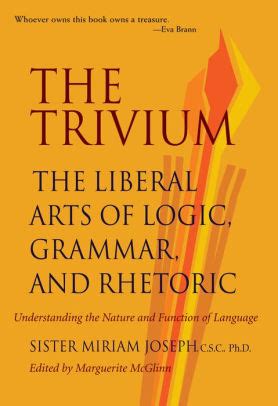 Whoever owns this book owns a treasure.
—Eva Brann
THE
TRIVIUM
THE LIBERAL
ARTS OF LOGIC,
GRAMMAR,
AND RHETORIC
Understanding the Nature and Function of Language
SISTER MIRIAM JOSEPH, C.S.C., Ph.D.
Edited by Marguerite McGlinn